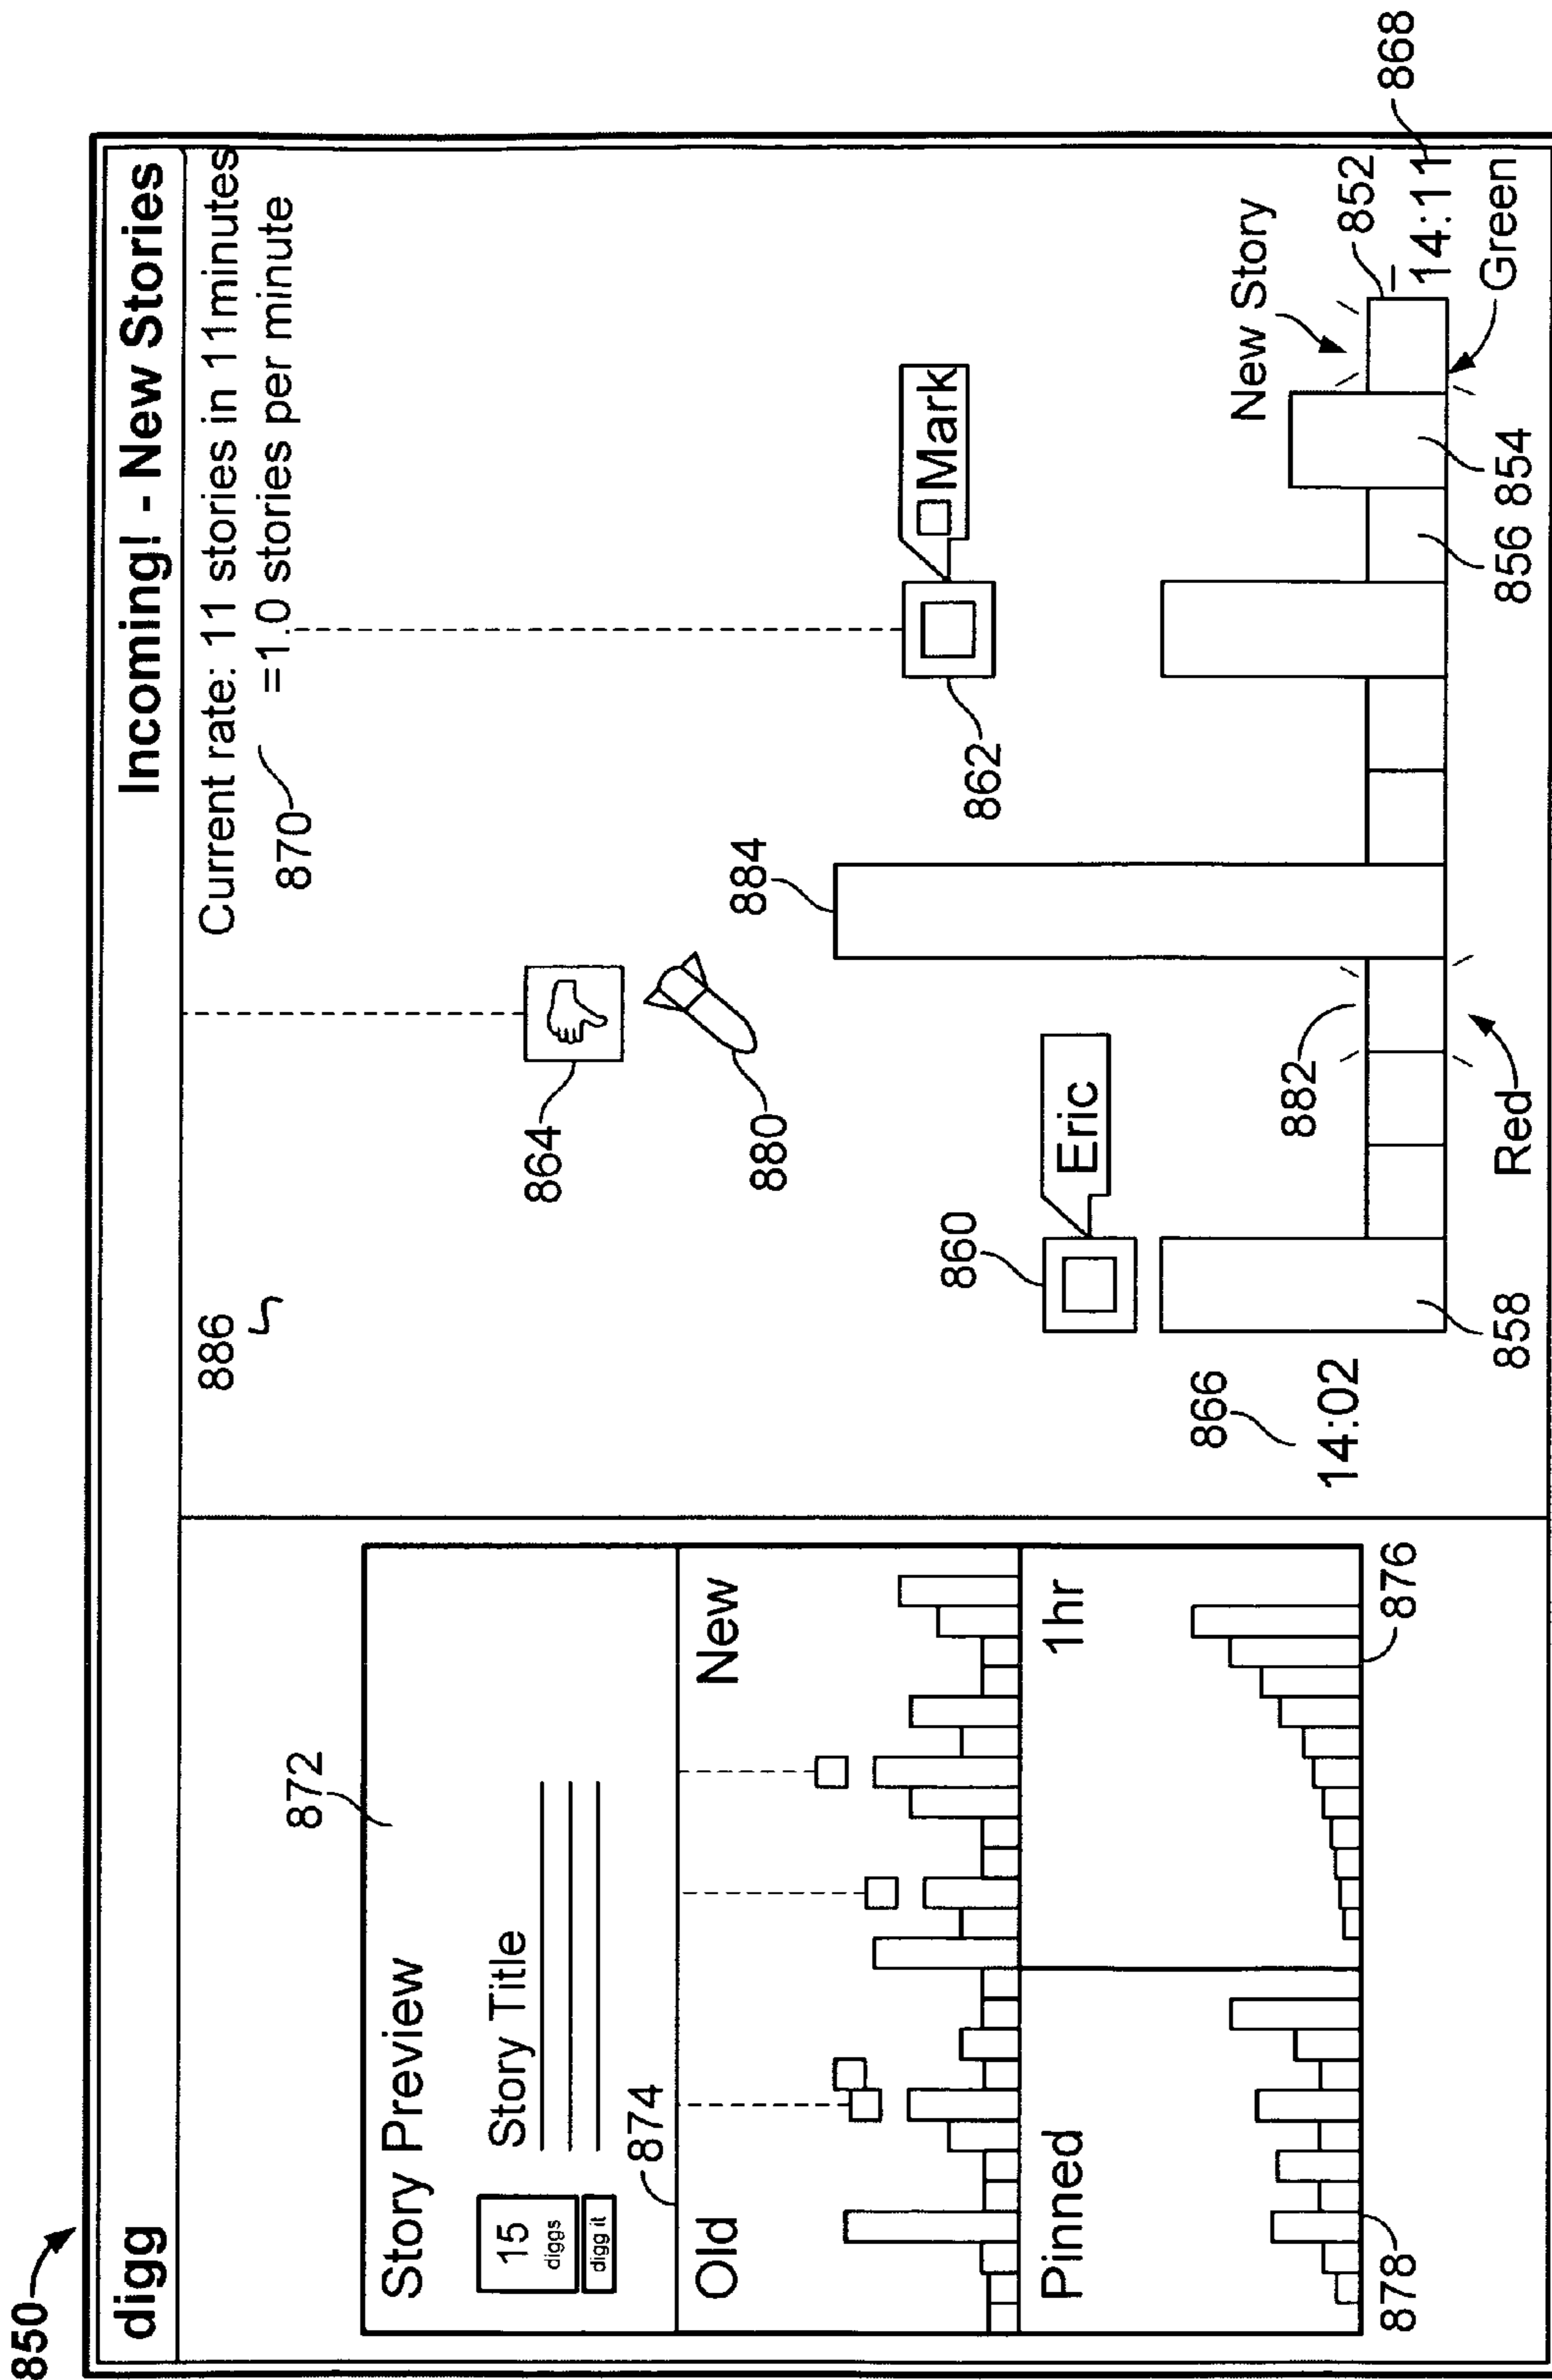 850
digg
Incoming! - New Stories
Current rate: 11 stories in 11minutes
=1.0 stories per minute
870
886
872
Story Preview
15
diggs
digg it
Story Title
874
Old
New
Pinned
1hr
878
876
864
880
884
860
Eric
862
Mark
866
14:02
858
882
Red
856
854
New Story
852
14:11
868
Green